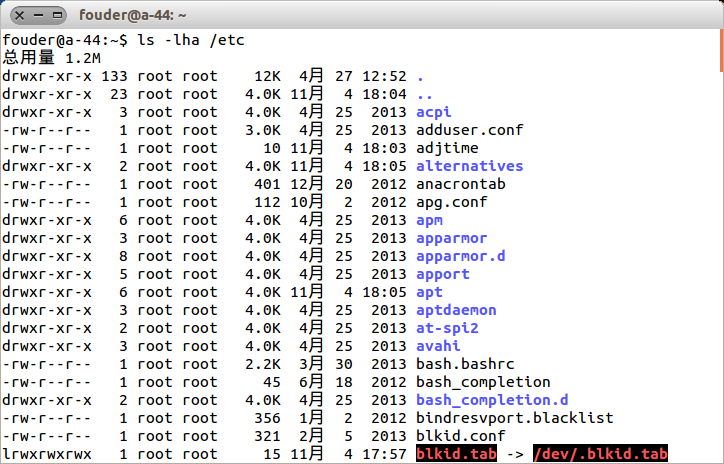 fouder@a-44: ~
fouder@a-44:~$ ls -lha /etc
总用量 1.2M
drwxr-xr-x 133 root root    12K  4月 27 12:52 .
drwxr-xr-x  23 root root   4.0K 11月  4 18:04 ..
drwxr-xr-x   3 root root   4.0K  4月 25  2013 acpi
-rw-r--r--   1 root root   3.0K  4月 25  2013 adduser.conf
-rw-r--r--   1 root root     10 11月  4 18:03 adjtime
drwxr-xr-x   2 root root   4.0K 11月  4 18:05 alternatives
-rw-r--r--   1 root root    401 12月 20  2012 anacrontab
-rw-r--r--   1 root root    112 10月  2  2012 apg.conf
drwxr-xr-x   6 root root   4.0K  4月 25  2013 apm
drwxr-xr-x   3 root root   4.0K  4月 25  2013 apparmor
drwxr-xr-x   8 root root   4.0K  4月 25  2013 apparmor.d
drwxr-xr-x   5 root root   4.0K  4月 25  2013 apport
drwxr-xr-x   6 root root   4.0K 11月  4 18:05 apt
drwxr-xr-x   3 root root   4.0K  4月 25  2013 aptdaemon
drwxr-xr-x   2 root root   4.0K  4月 25  2013 at-spi2
drwxr-xr-x   3 root root   4.0K  4月 25  2013 avahi
-rw-r--r--   1 root root   2.2K  3月 30  2013 bash.bashrc
-rw-r--r--   1 root root     45  6月 18  2012 bash_completion
drwxr-xr-x   2 root root   4.0K  4月 25  2013 bash_completion.d
-rw-r--r--   1 root root    356  1月  2  2012 bindresvport.blacklist
-rw-r--r--   1 root root    321  2月  5  2013 blkid.conf
lrwxrwxrwx   1 root root     15 11月  4 17:57 blkid.tab -> /dev/.blkid.tab